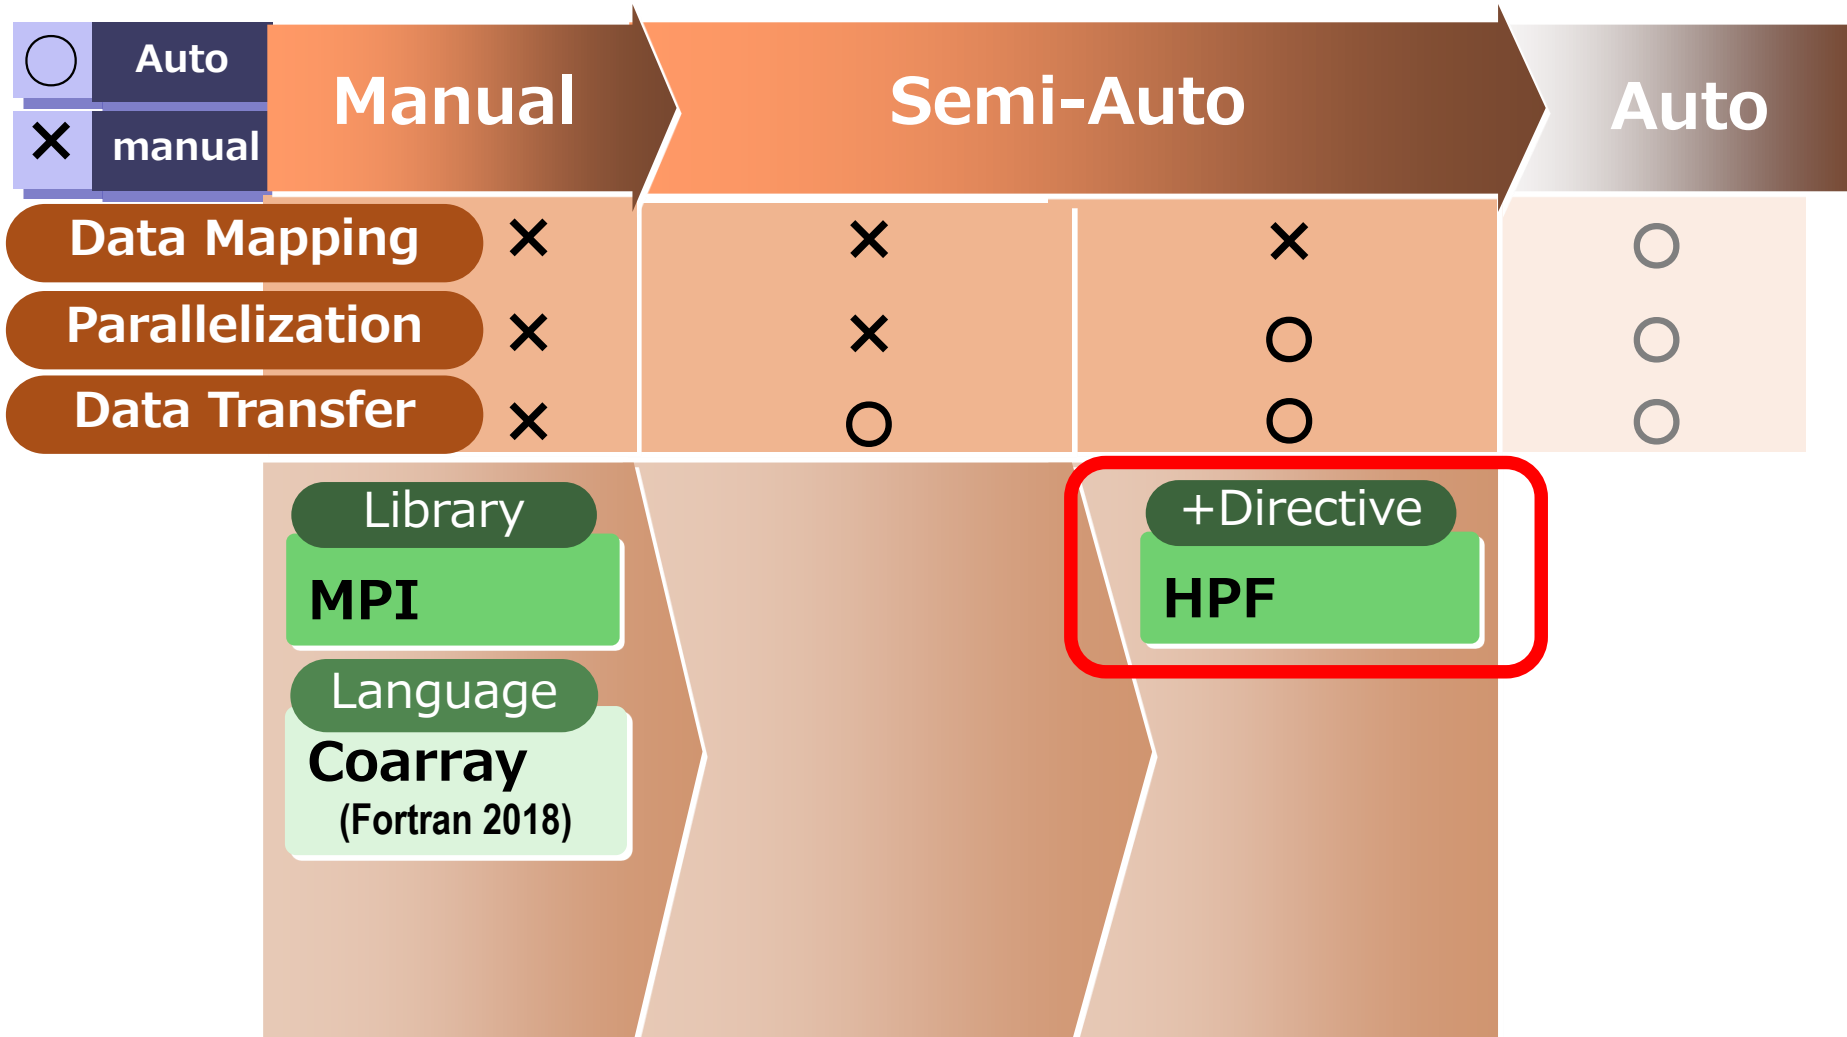 ○ Auto
× manual
Manual
Semi-Auto
Auto
Data Mapping × × × ○
Parallelization × × ○ ○
Data Transfer × ○ ○ ○
Library
MPI
Language
Coarray
(Fortran 2018)
+Directive
HPF